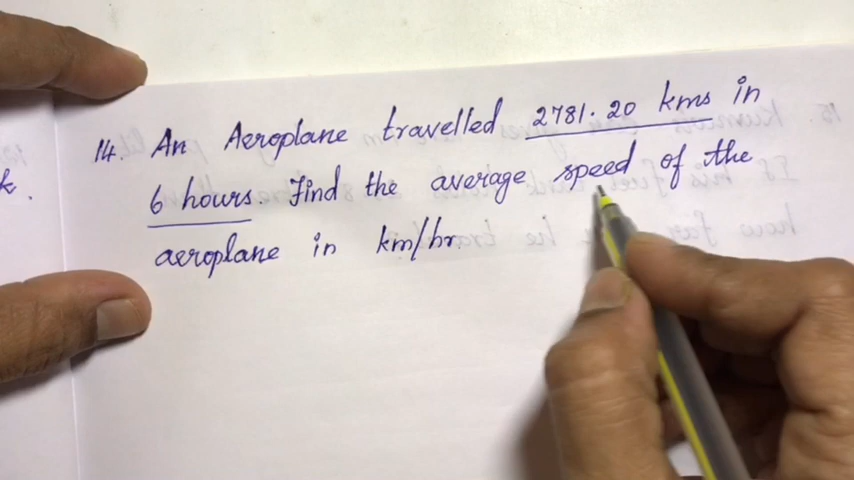 14. An Aeroplane travelled 2781.20 kms in
6 hours. Find the average speed of the
aeroplane in km/hr.
k.